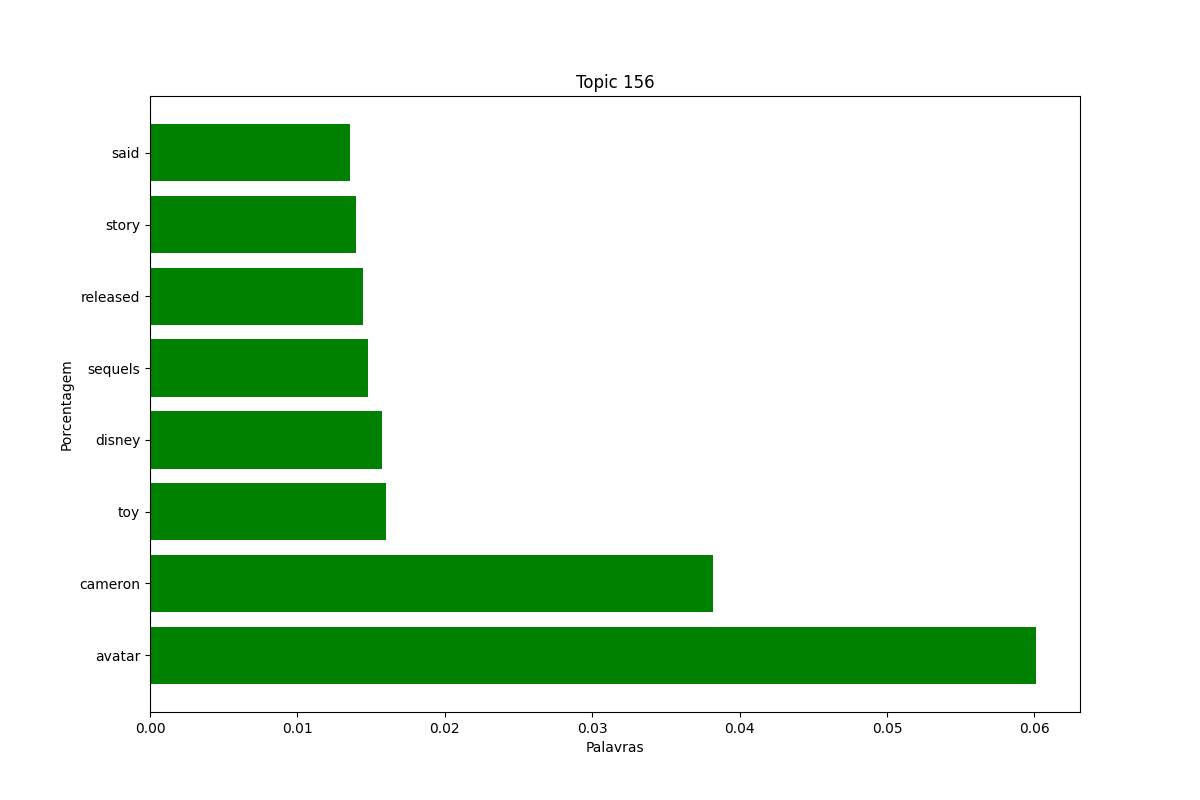 Topic 156
said
story
released
sequels
disney
toy
cameron
avatar
Porcentagem
0.00 0.01 0.02 0.03 0.04 0.05 0.06
Palavras